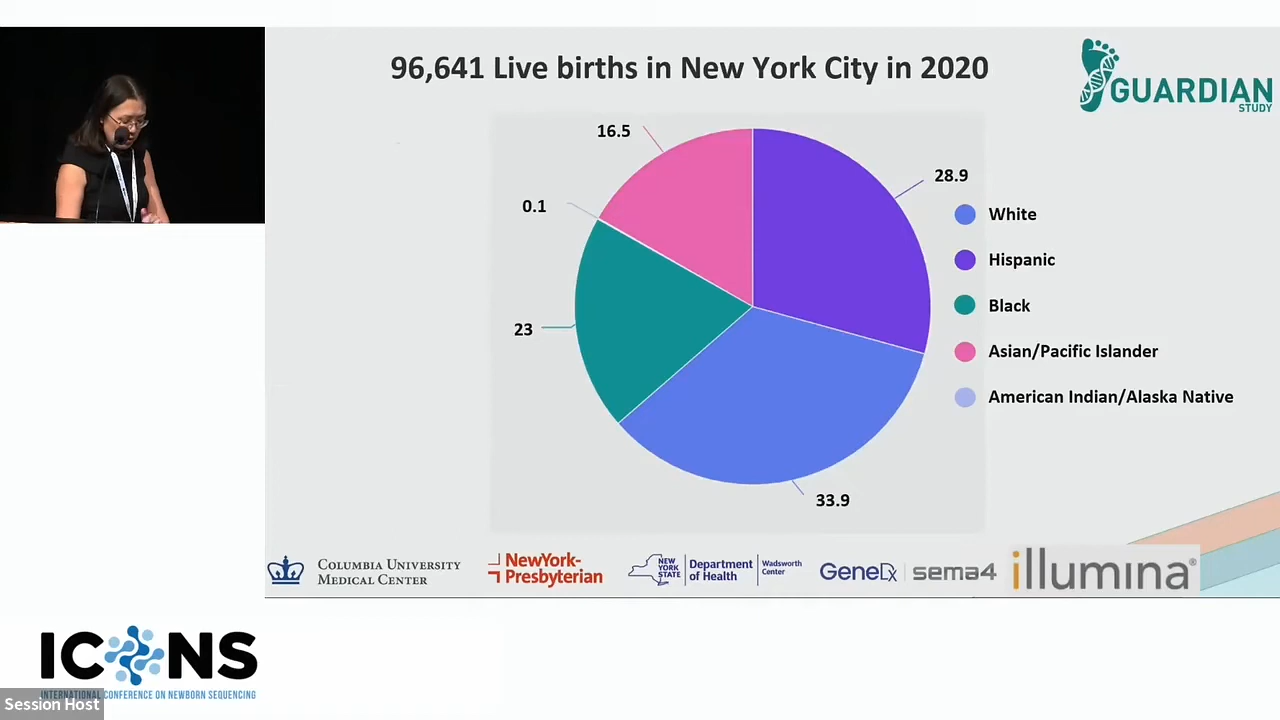 96,641 Live births in New York City in 2020
GUARDIAN
STUDY
16.5
28.9
0.1
23
33.9
White
Hispanic
Black
Asian/Pacific Islander
American Indian/Alaska Native
COLUMBIA UNIVERSITY
MEDICAL CENTER
NewYork-
Presbyterian
NEW
YORK
STATE
Department
of Health
Wadsworth
Center
GeneDx
sema4
illumina®
ICONS
INTERNATIONAL CONFERENCE ON NEWBORN SEQUENCING
Session Host